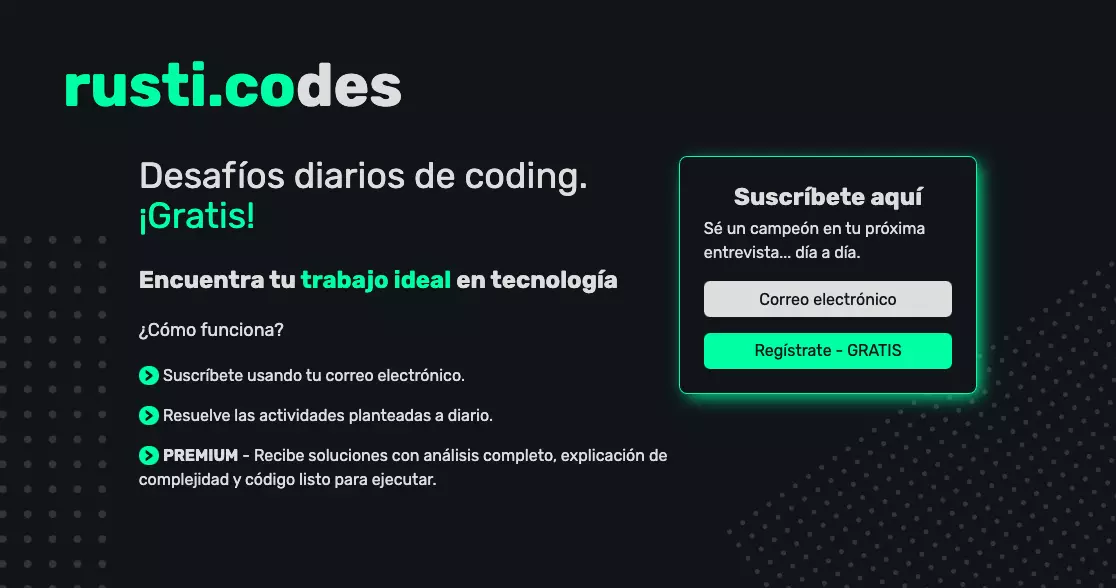 rusti.codes
Desafíos diarios de coding.
¡Gratis!
Encuentra tu trabajo ideal en tecnología
¿Cómo funciona?
Suscríbete usando tu correo electrónico.
Resuelve las actividades planteadas a diario.
PREMIUM - Recibe soluciones con análisis completo, explicación de
complejidad y código listo para ejecutar.
Suscríbete aquí
Sé un campeón en tu próxima
entrevista... día a día.
Correo electrónico
Regístrate - GRATIS